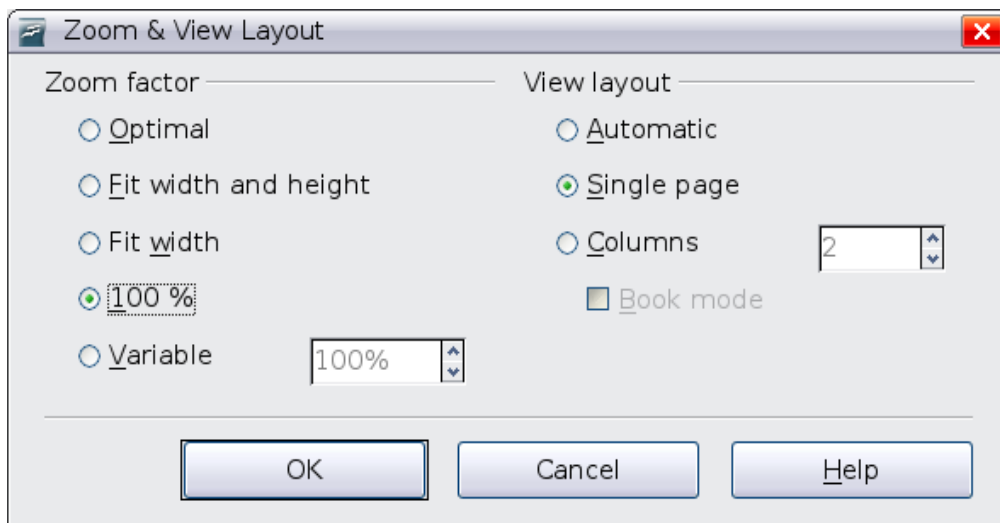 Zoom & View Layout
Zoom factor
Optimal
Fit width and height
Fit width
100 %
Variable
100%
View layout
Automatic
Single page
Columns
2
Book mode
OK
Cancel
Help